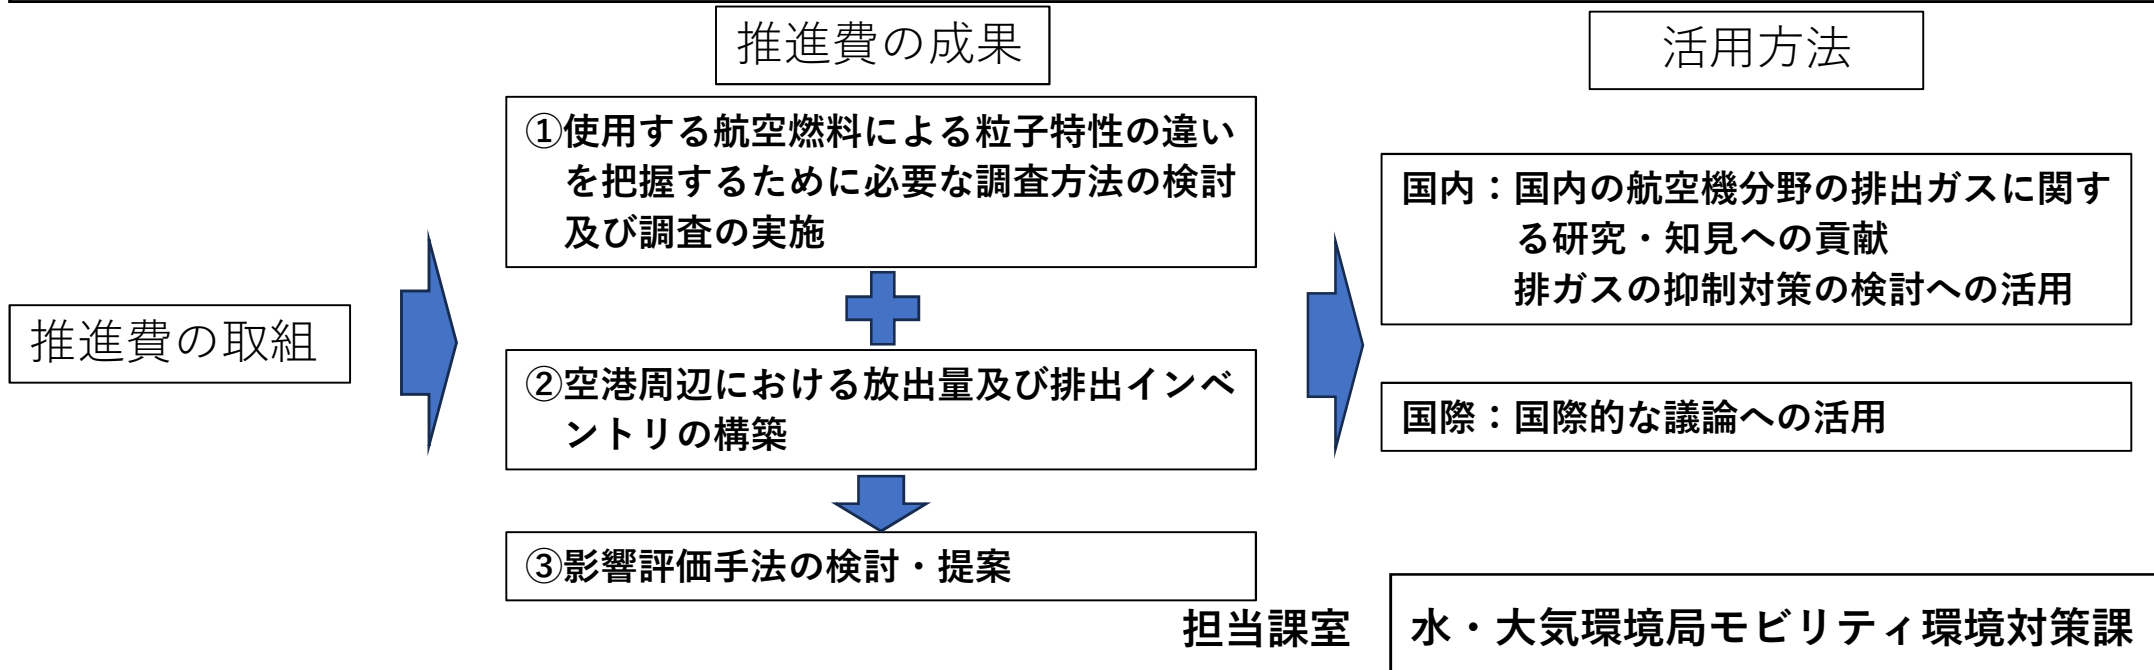 推進費の成果
活用方法
推進費の取組
①使用する航空燃料による粒子特性の違い
を把握するために必要な調査方法の検討
及び調査の実施
②空港周辺における放出量及び排出インベ
ントリの構築
③影響評価手法の検討・提案
国内：国内の航空機分野の排出ガスに関す
る研究・知見への貢献
排ガスの抑制対策の検討への活用
国際：国際的な議論への活用
担当課室
水・大気環境局モビリティ環境対策課